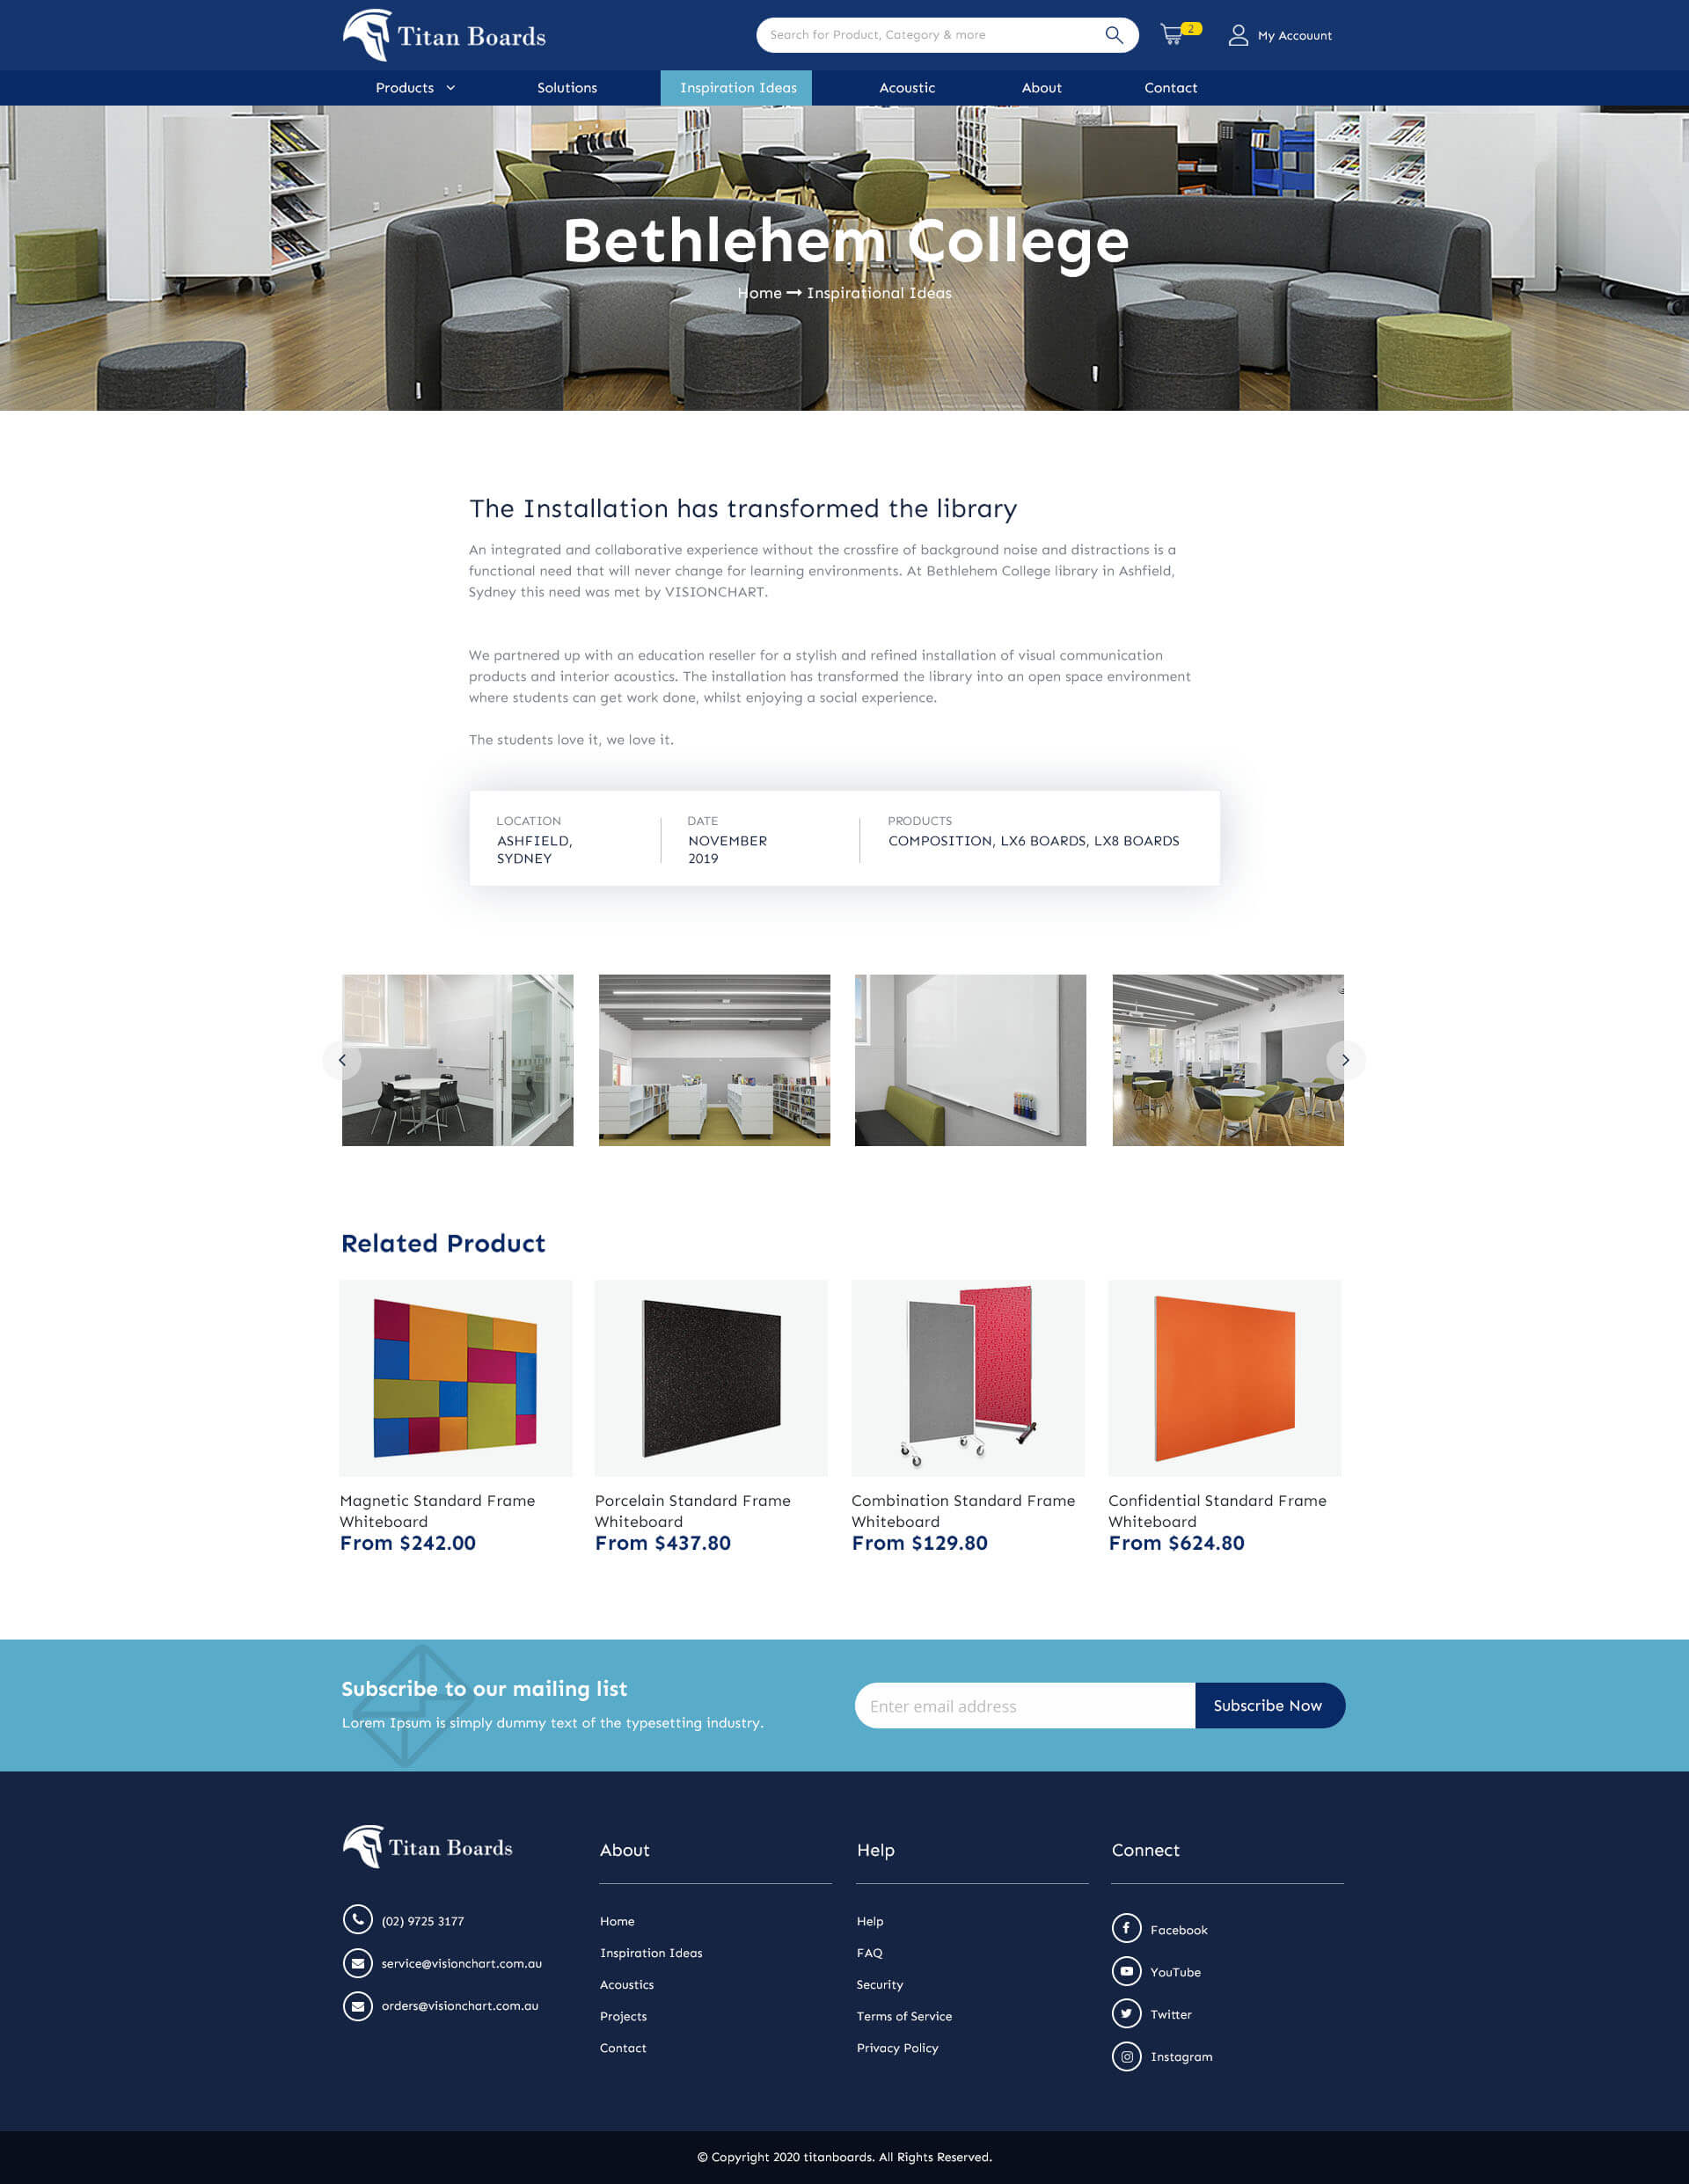 Titan Boards
Search for Product, Category & more
2
My Accouunt
Products
Solutions
Inspiration Ideas
Acoustic
About
Contact
Bethlehem College
Home
Inspirational Ideas
The Installation has transformed the library
An integrated and collaborative experience without the crossfire of background noise and distractions is a
functional need that will never change for learning environments. At Bethlehem College library in Ashfield,
Sydney this need was met by VISIONCHART.
We partnered up with an education reseller for a stylish and refined installation of visual communication
products and interior acoustics. The installation has transformed the library into an open space environment
where students can get work done, whilst enjoying a social experience.
The students love it, we love it.
LOCATION
ASHFIELD,
SYDNEY
DATE
NOVEMBER
2019
PRODUCTS
COMPOSITION, LX6 BOARDS, LX8 BOARDS
Related Product
Magnetic Standard Frame
Whiteboard
From $242.00
Porcelain Standard Frame
Whiteboard
From $437.80
Combination Standard Frame
Whiteboard
From $129.80
Confidential Standard Frame
Whiteboard
From $624.80
Subscribe to our mailing list
Lorem Ipsum is simply dummy text of the typesetting industry.
Enter email address
Subscribe Now
Titan Boards
(02) 9725 3177
service@visionchart.com.au
orders@visionchart.com.au
About
Home
Inspiration Ideas
Acoustics
Projects
Contact
Help
Help
FAQ
Security
Terms of Service
Privacy Policy
Connect
Facebook
YouTube
Twitter
Instagram
© Copyright 2020 titanboards. All Rights Reserved.